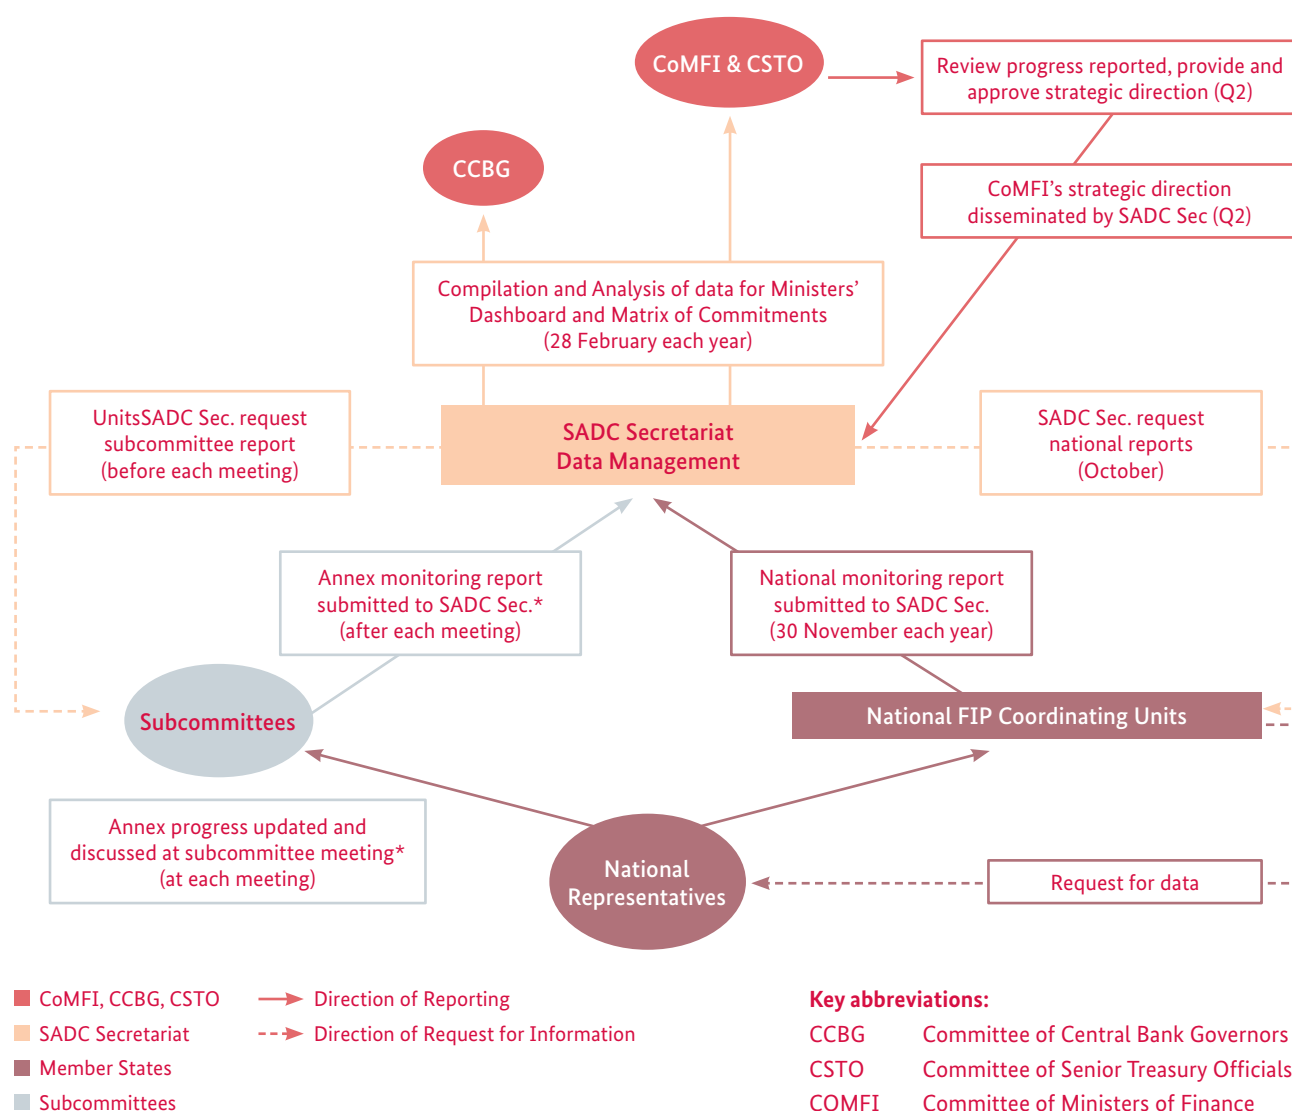 CoMFI & CSTO
Review progress reported, provide and
approve strategic direction (Q2)
CCBG
CoMFI’s strategic direction
disseminated by SADC Sec (Q2)
Compilation and Analysis of data for Ministers’
Dashboard and Matrix of Commitments
(28 February each year)
UnitsSADC Sec. request
subcommittee report
(before each meeting)
SADC Secretariat
Data Management
SADC Sec. request
national reports
(October)
Annex monitoring report
submitted to SADC Sec.*
(after each meeting)
National monitoring report
submitted to SADC Sec.
(30 November each year)
Subcommittees
National FIP Coordinating Units
Annex progress updated and
discussed at subcommittee meeting*
(at each meeting)
National
Representatives
Request for data
CoMFI, CCBG, CSTO
Direction of Reporting
SADC Secretariat
Direction of Request for Information
Member States
Subcommittees
Key abbreviations:
CCBG Committee of Central Bank Governors
CSTO Committee of Senior Treasury Officials
COMFI Committee of Ministers of Finance